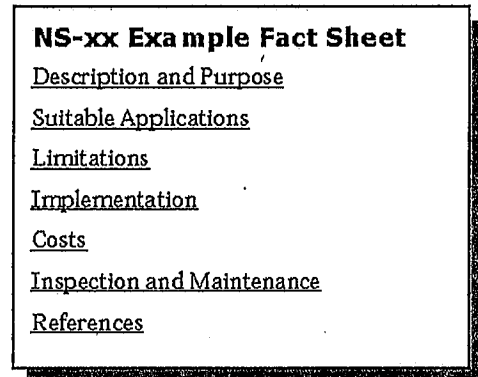 NS-xx Example Fact Sheet
Description and Purpose
Suitable Applications
Limitations
Implementation
Costs
Inspection and Maintenance
References